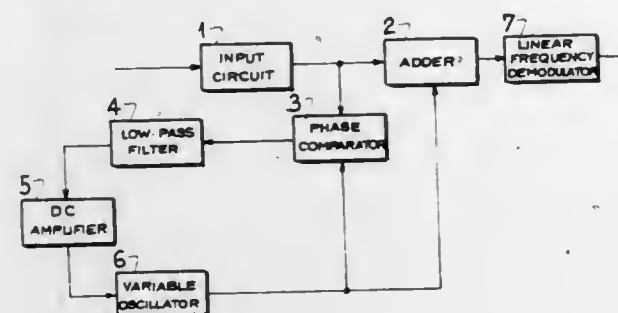 1
INPUT
CIRCUIT
2
ADDER
7
LINEAR
FREQUENCY
DEMODULATOR
3
PHASE
COMPARATOR
4
LOW-PASS
FILTER
5
DC
AMPLIFIER
6
VARIABLE
OSCILLATOR